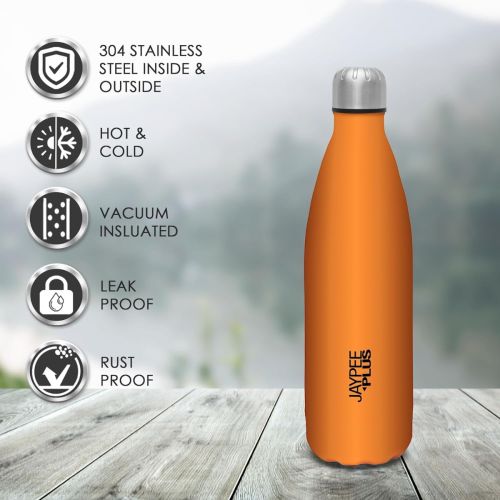 304 STAINLESS
STEEL INSIDE &
OUTSIDE
HOT &
COLD
VACUUM
INSLUATED
LEAK
PROOF
RUST
PROOF
JAYPEE
PLUS